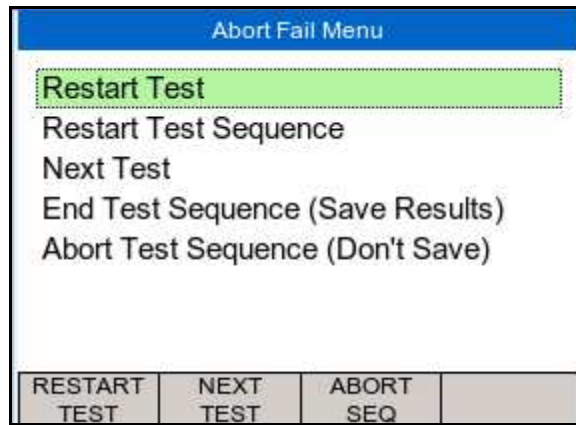 Abort Fail Menu
Restart Test
Restart Test Sequence
Next Test
End Test Sequence (Save Results)
Abort Test Sequence (Don't Save)
RESTART NEXT ABORT
TEST TEST SEQ